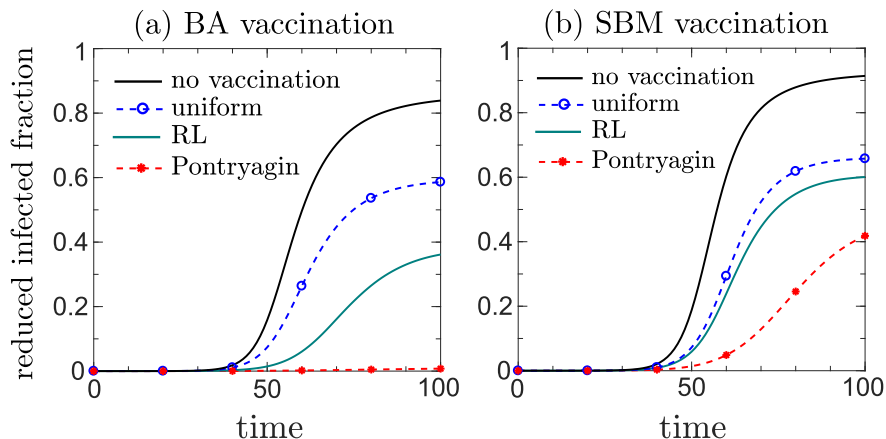 (a) BA vaccination
reduced infected fraction
1
0.8
0.6
0.4
0.2
0
no vaccination
uniform
RL
Pontryagin
0
50
100
time
(b) SBM vaccination
1
0.8
0.6
0.4
0.2
0
no vaccination
uniform
RL
Pontryagin
0
50
100
time